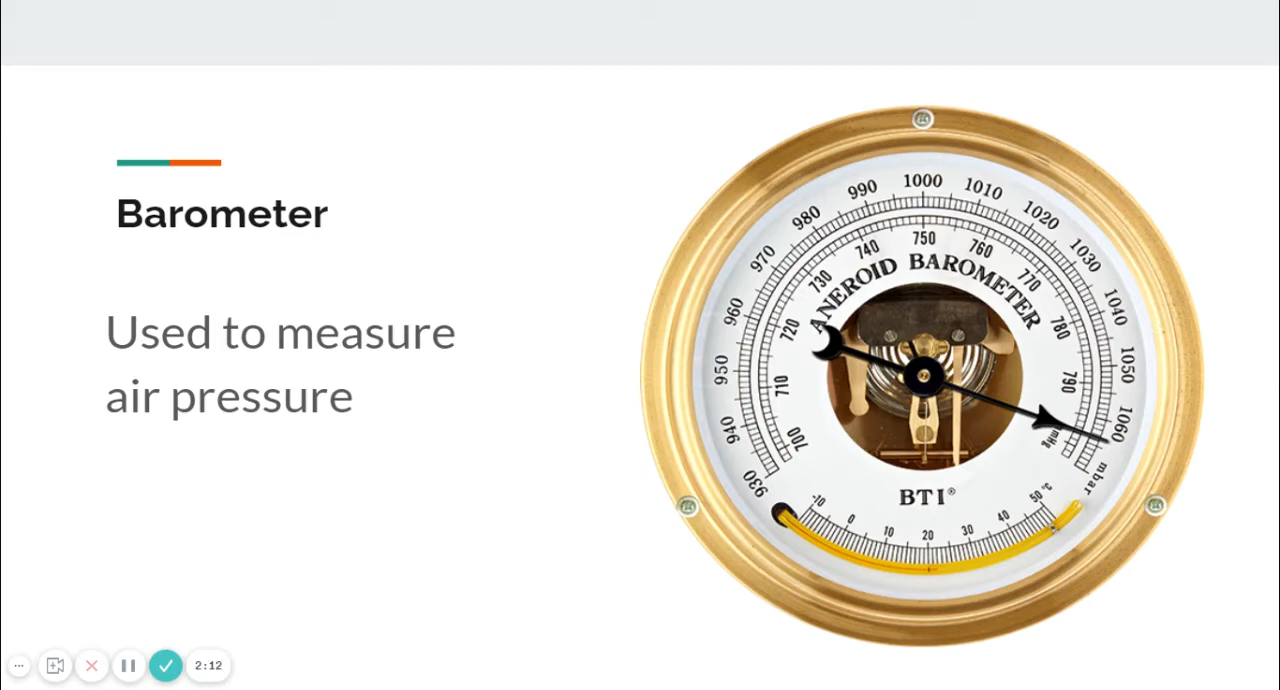 Barometer
Used to measure
air pressure
930 940 950 960 970 980 990 1000 1010 1020 1030 1040 1050 1060 mbar
700 710 720 730 740 750 760 770 780 790 mmHg
ANEROID BAROMETER
BTI®
-10 0 10 20 30 40 50 °C
2:12